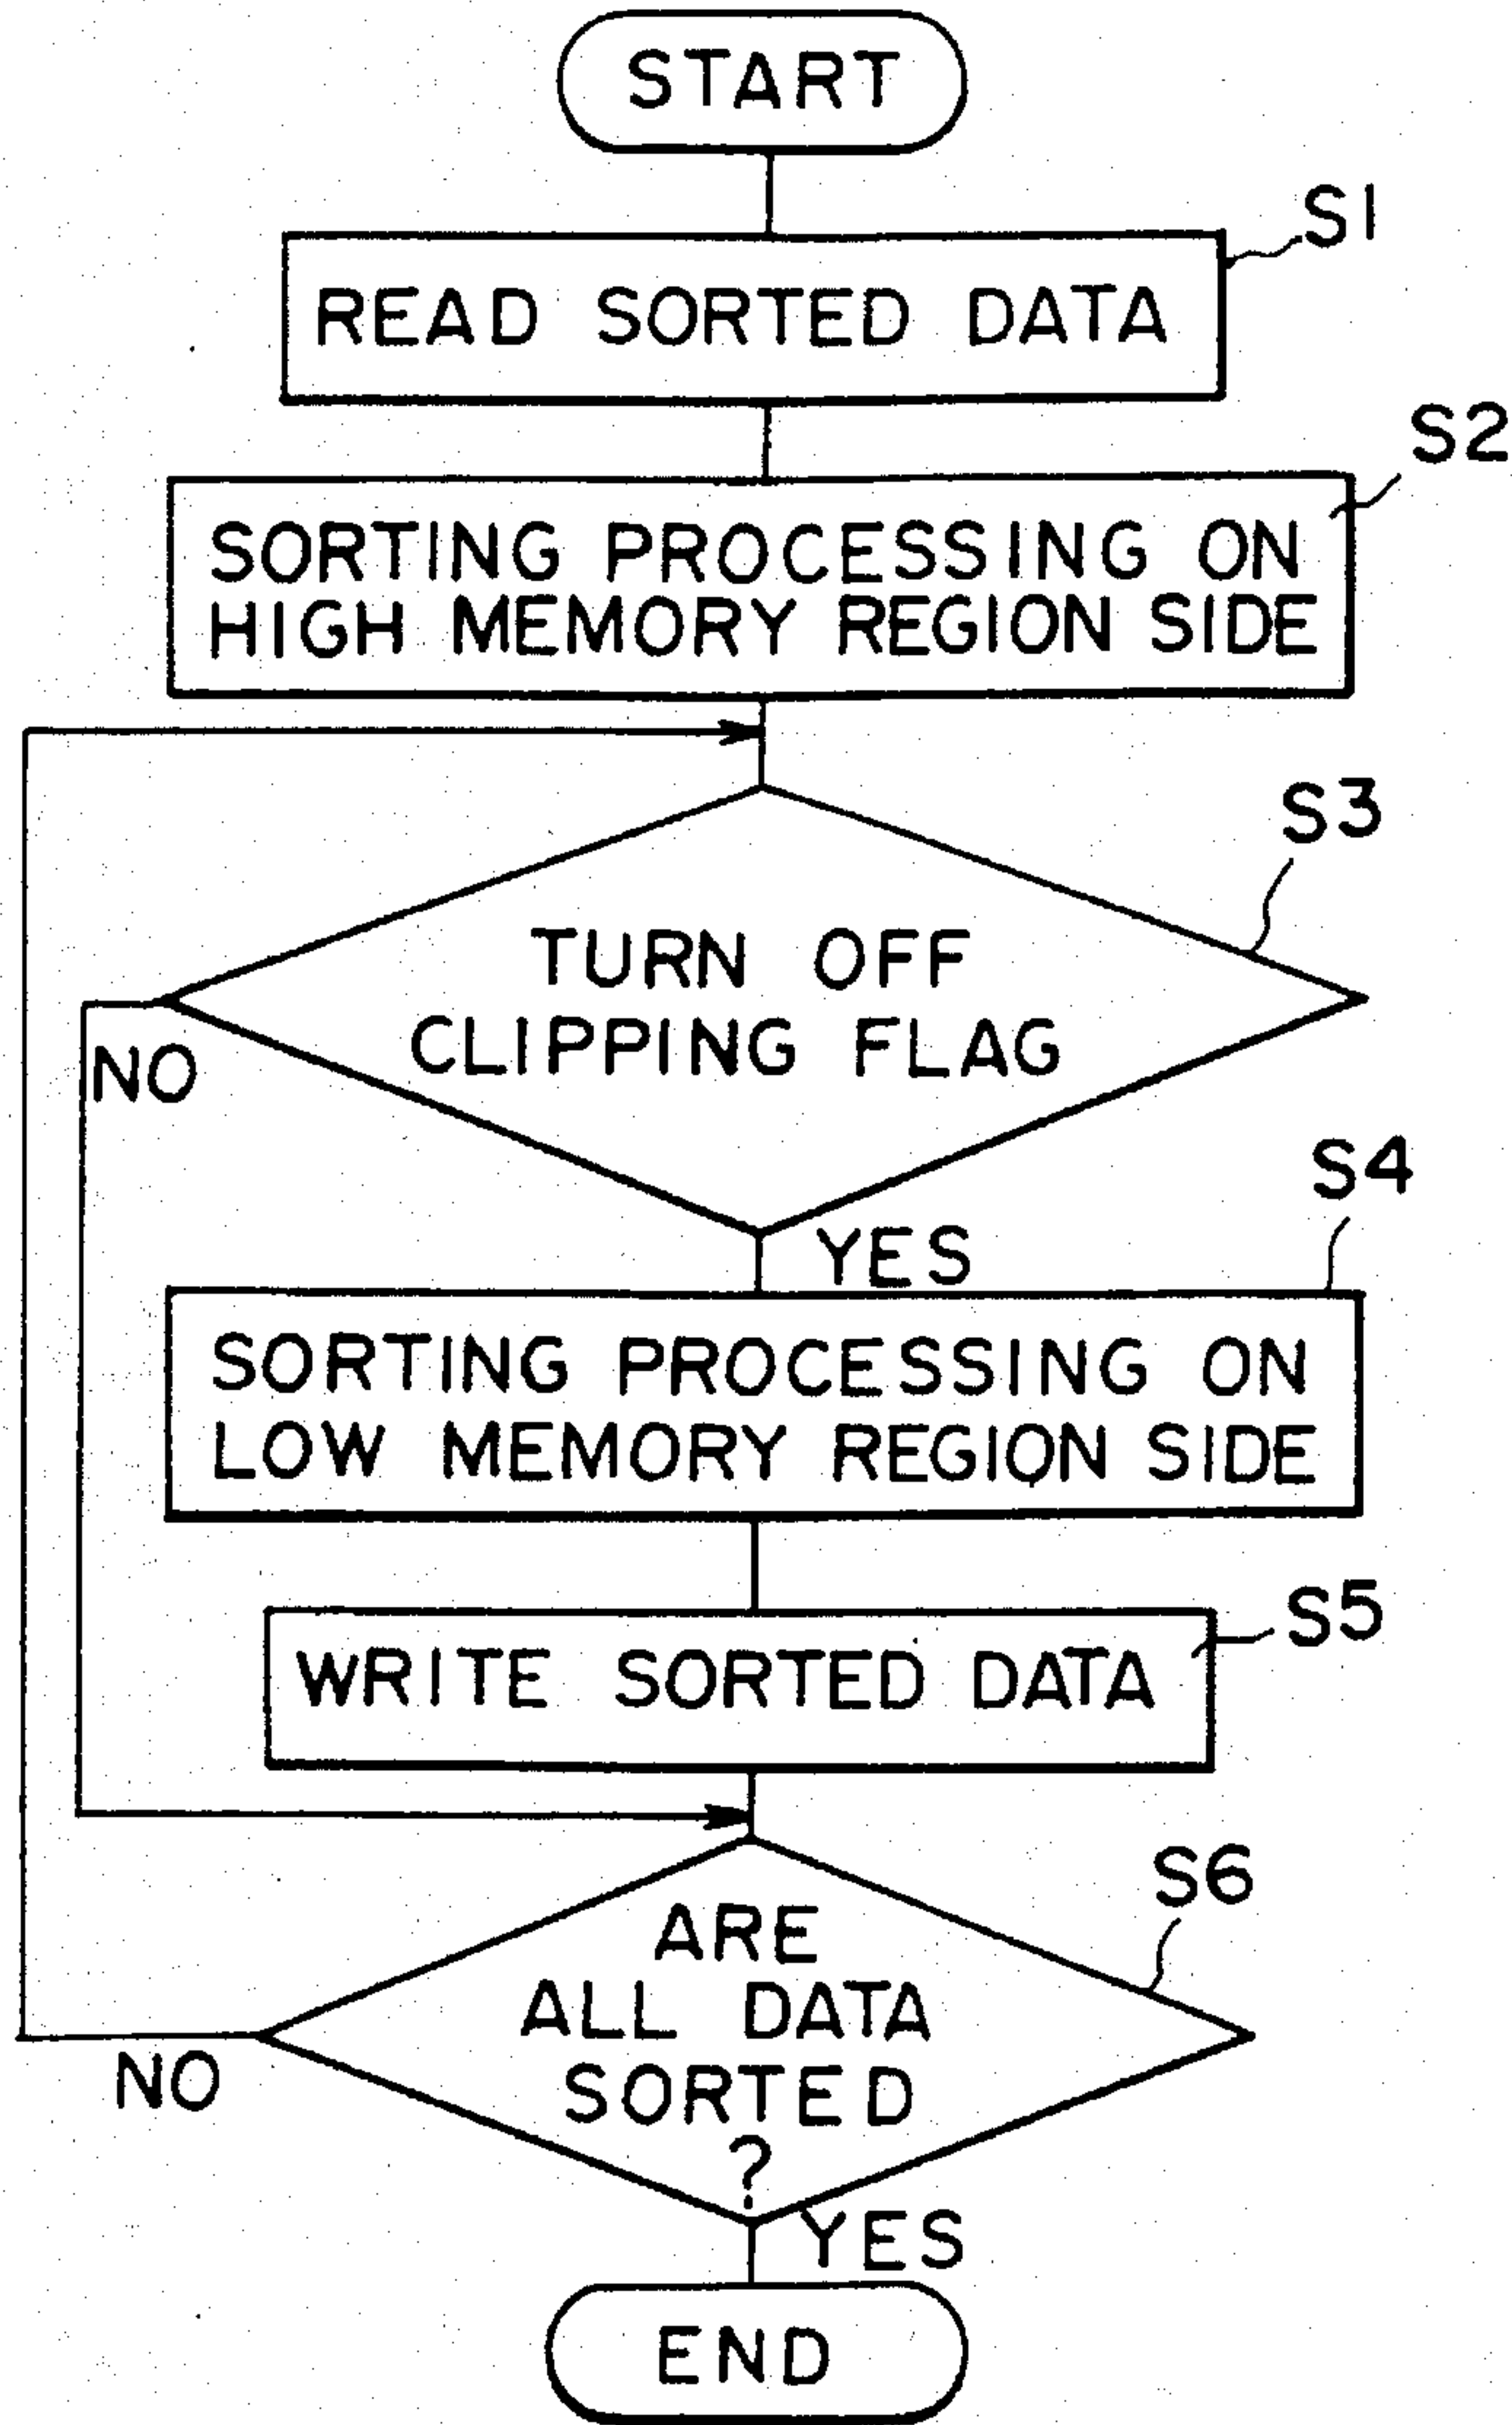 START
S1
READ SORTED DATA
S2
SORTING PROCESSING ON
HIGH MEMORY REGION SIDE
S3
TURN OFF
CLIPPING FLAG
NO
YES
S4
SORTING PROCESSING ON
LOW MEMORY REGION SIDE
S5
WRITE SORTED DATA
S6
ARE
ALL DATA
SORTED
?
NO
YES
END